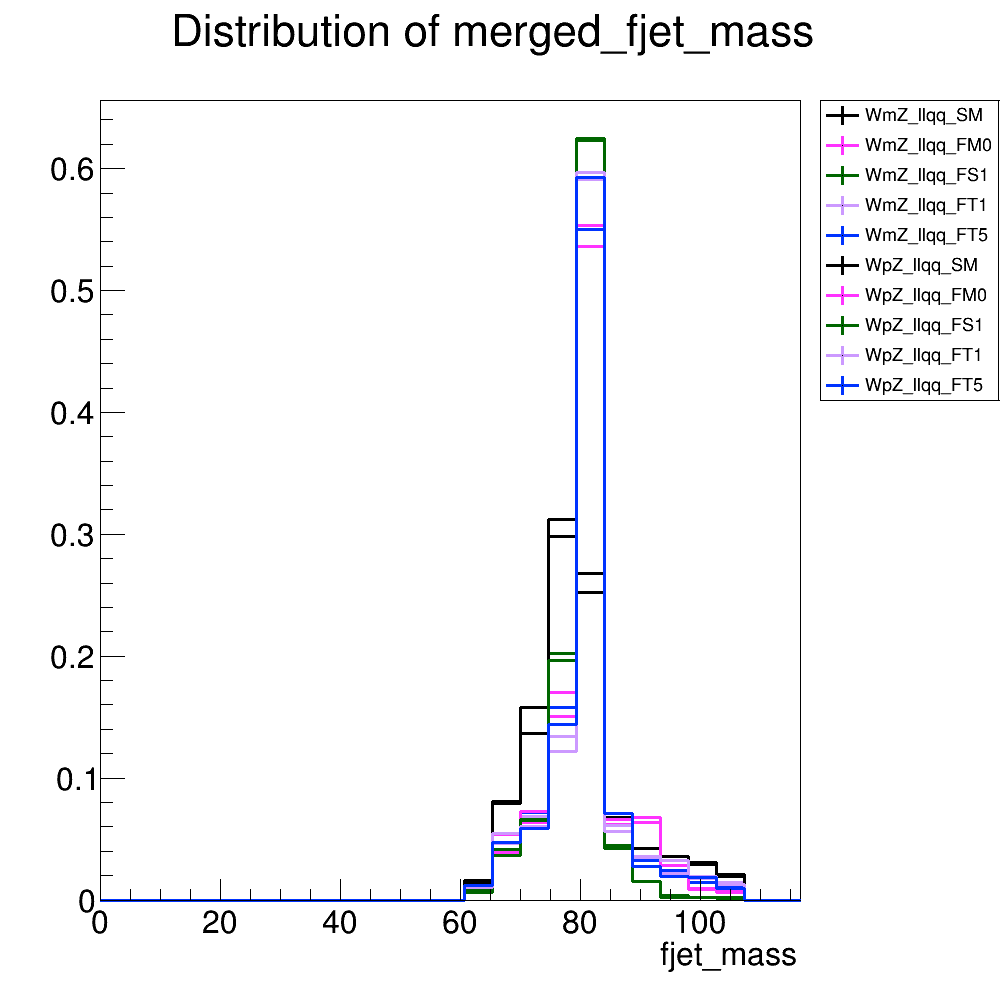 Distribution of merged_fjet_mass
WmZ_llqq_SM
WmZ_llqq_FM0
WmZ_llqq_FS1
WmZ_llqq_FT1
WmZ_llqq_FT5
WpZ_llqq_SM
WpZ_llqq_FM0
WpZ_llqq_FS1
WpZ_llqq_FT1
WpZ_llqq_FT5
0.6
0.5
0.4
0.3
0.2
0.1
0
0 20 40 60 80 100
fjet_mass